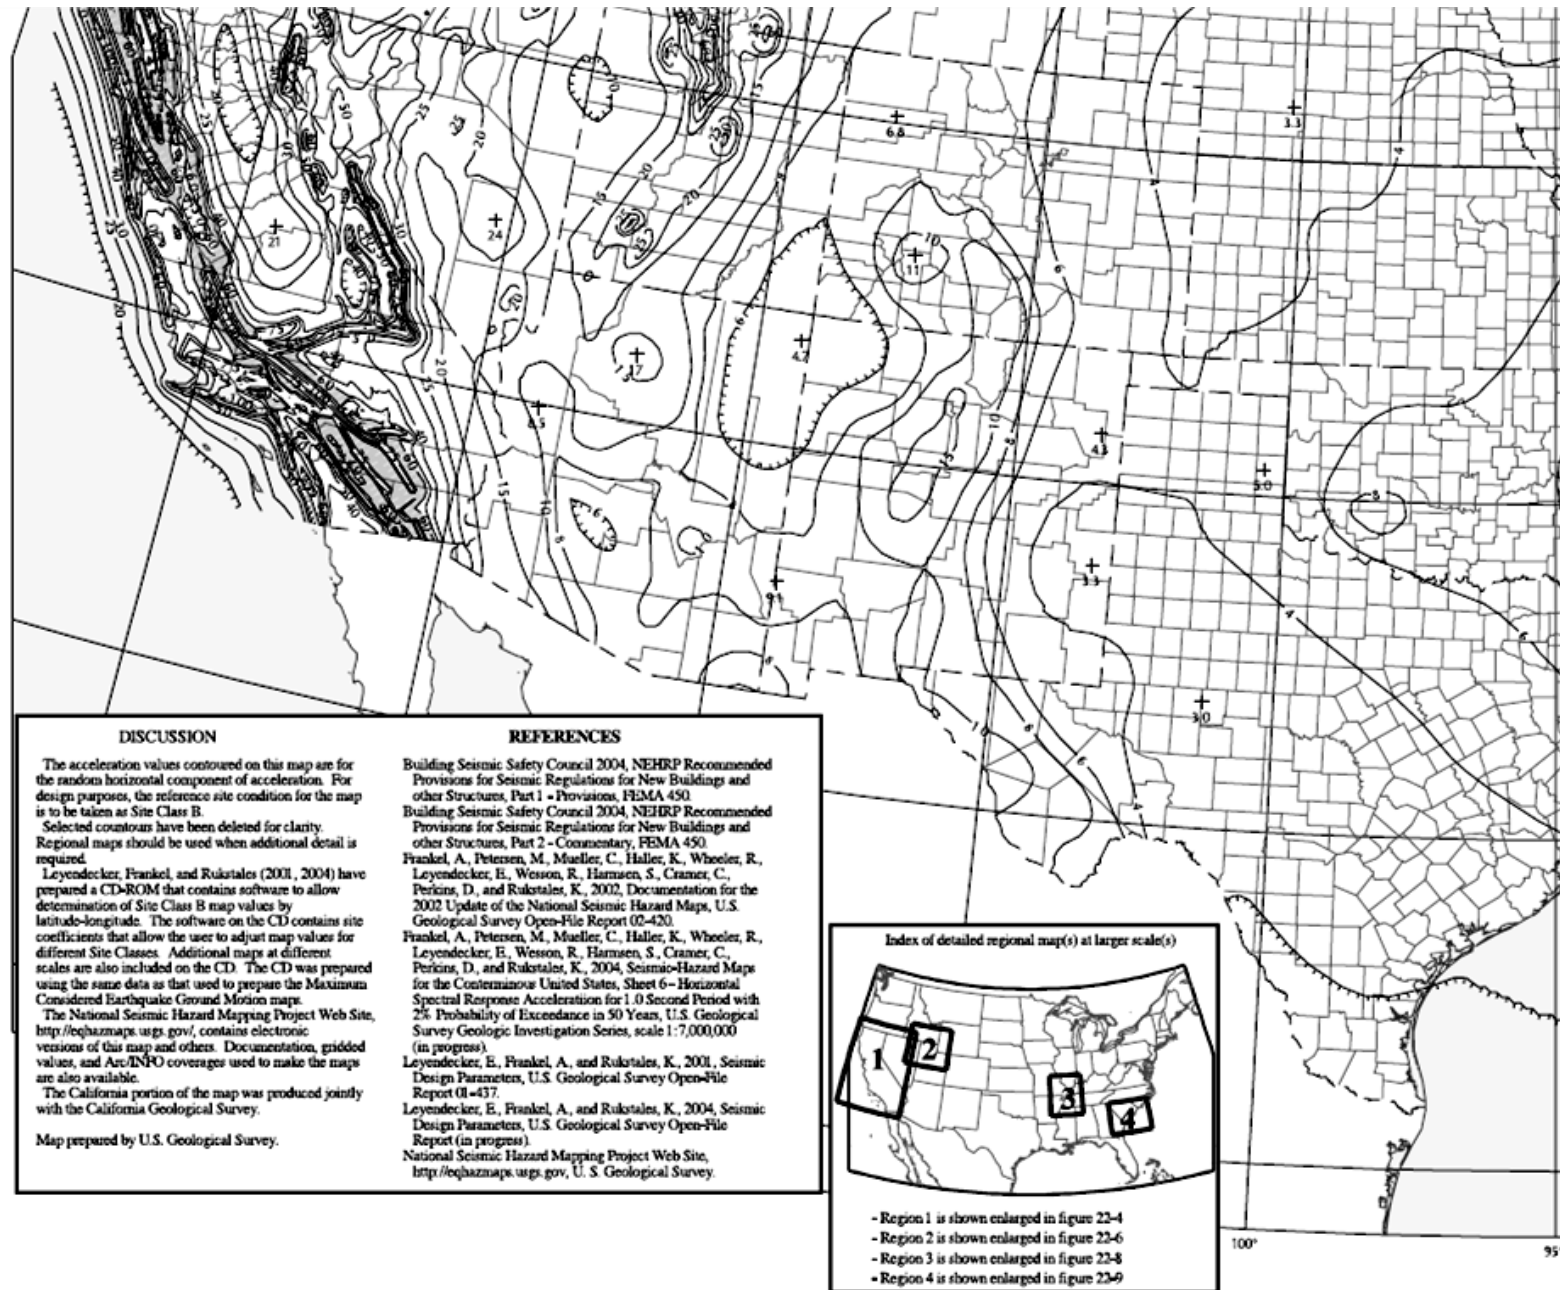 DISCUSSION
The acceleration values contoured on this map are for
the random horizontal component of acceleration. For
design purposes, the reference site condition for the map
is to be taken as Site Class B.
Selected countours have been deleted for clarity.
Regional maps should be used when additional detail is
required.
Leyendecker, Frankel, and Rukstales (2001, 2004) have
prepared a CD-ROM that contains software to allow
determination of Site Class B map values by
latitude-longitude. The software on the CD contains site
coefficients that allow the user to adjust map values for
different Site Classes. Additional maps at different
scales are also included on the CD. The CD was prepared
using the same data as that used to prepare the Maximum
Considered Earthquake Ground Motion maps.
The National Seismic Hazard Mapping Project Web Site,
http://eqhazmaps.usgs.gov/, contains electronic
versions of this map and others. Documentation, gridded
values, and Arc/INFO coverages used to make the maps
are also available.
The California portion of the map was produced jointly
with the California Geological Survey.
Map prepared by U.S. Geological Survey.
REFERENCES
Building Seismic Safety Council 2004, NEHRP Recommended
Provisions for Seismic Regulations for New Buildings and
other Structures, Part 1 - Provisions, FEMA 450.
Building Seismic Safety Council 2004, NEHRP Recommended
Provisions for Seismic Regulations for New Buildings and
other Structures, Part 2 - Commentary, FEMA 450.
Frankel, A., Petersen, M., Mueller, C., Haller, K., Wheeler, R.,
Leyendecker, E., Wesson, R., Harmsen, S., Cramer, C.,
Perkins, D., and Rukstales, K., 2002, Documentation for the
2002 Update of the National Seismic Hazard Maps, U.S.
Geological Survey Open-File Report 02-420.
Frankel, A., Petersen, M., Mueller, C., Haller, K., Wheeler, R.,
Leyendecker, E., Wesson, R., Harmsen, S., Cramer, C.,
Perkins, D., and Rukstales, K., 2004, Seismic-Hazard Maps
for the Conterminous United States, Sheet 6 - Horizontal
Spectral Response Acceleratiion for 1.0 Second Period with
2% Probability of Exceedance in 50 Years, U.S. Geological
Survey Geologic Investigation Series, scale 1:7,000,000
(in progress).
Leyendecker, E., Frankel, A., and Rukstales, K., 2001, Seismic
Design Parameters, U.S. Geological Survey Open-File
Report 01-437.
Leyendecker, E., Frankel, A., and Rukstales, K., 2004, Seismic
Design Parameters, U.S. Geological Survey Open-File
Report (in progress).
National Seismic Hazard Mapping Project Web Site,
http://eqhazmaps.usgs.gov, U. S. Geological Survey.
Index of detailed regional map(s) at larger scale(s)
1
2
3
4
- Region 1 is shown enlarged in figure 22-4
- Region 2 is shown enlarged in figure 22-6
- Region 3 is shown enlarged in figure 22-8
- Region 4 is shown enlarged in figure 22-9
100°
6.8
3.3
21
24
11
4.2
17
5.0
3.3
9.1
3.0